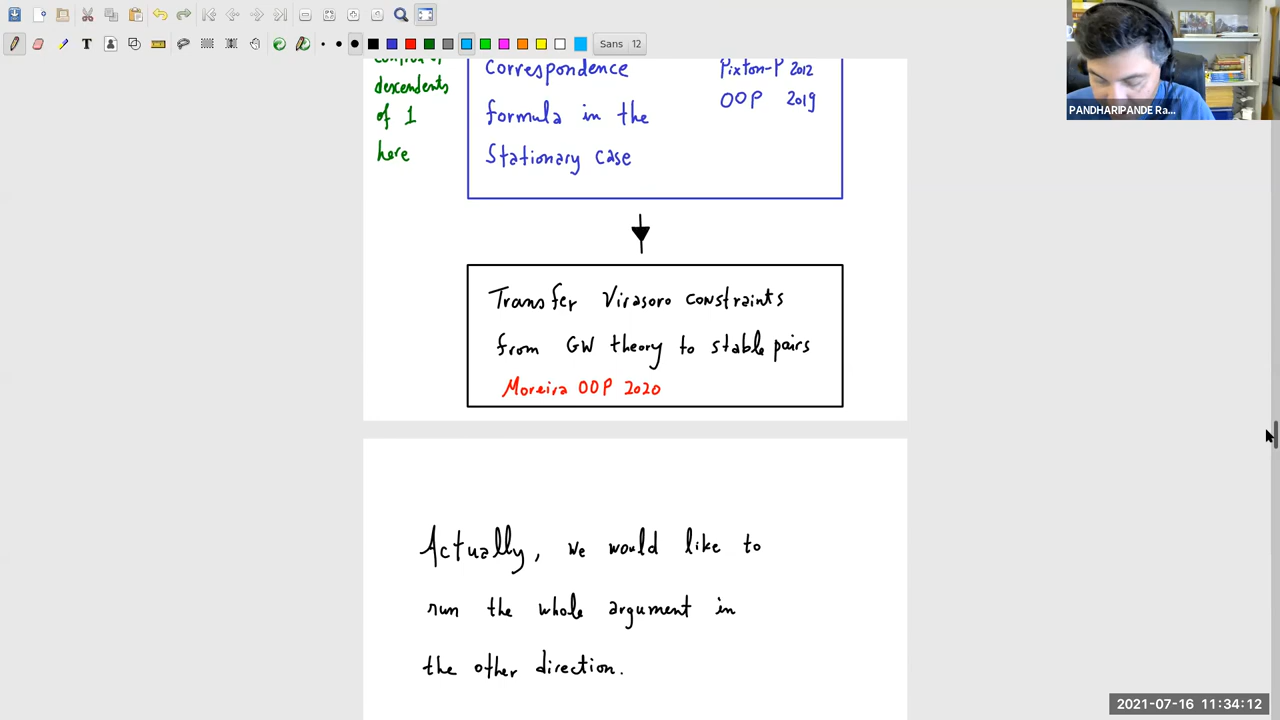 Sans 12
PANDHARIPANDE Ra...
descendents
of 1
here
Correspondence
formula in the
Stationary case
Pixton-P 2012
OOP 2019
Transfer Virasoro constraints
from GW theory to stable pairs
Moreira OOP 2020
Actually, we would like to
run the whole argument in
the other direction.
2021-07-16 11:34:12